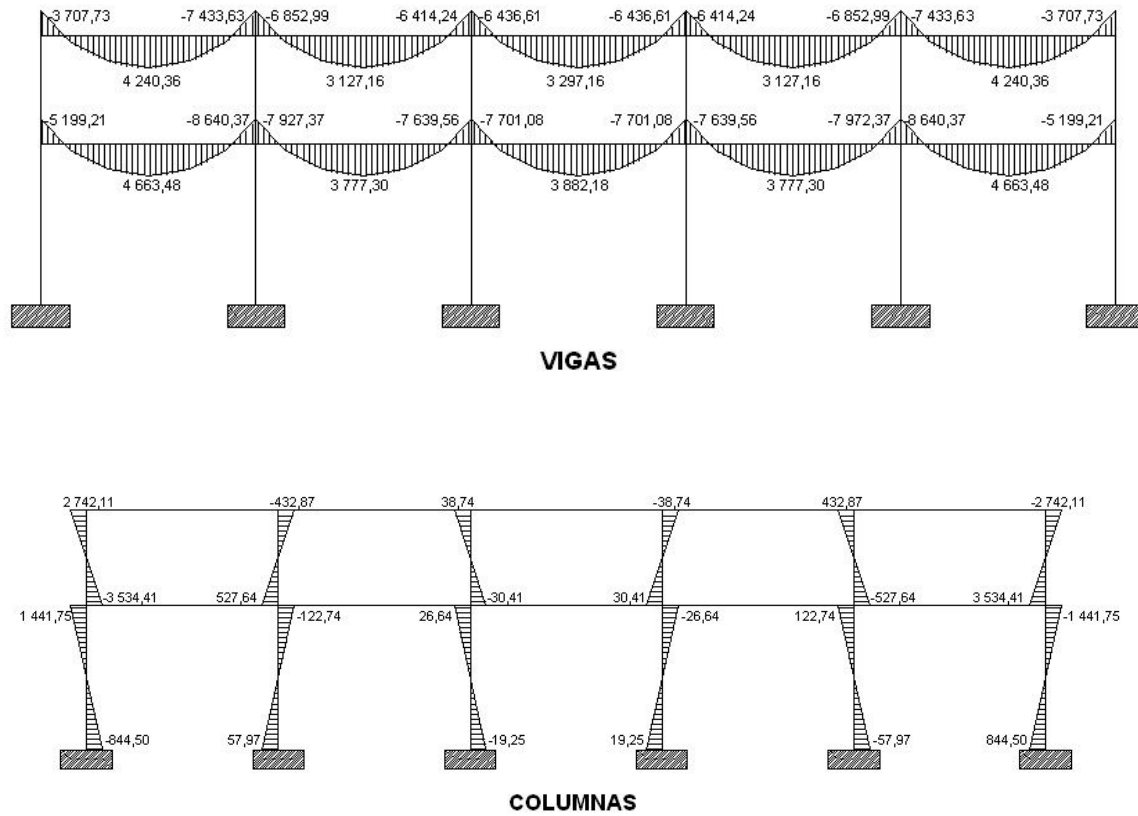 -3 707,73 -7 433,63 -6 852,99 -6 414,24 -6 436,61 -6 436,61 -6 414,24 -6 852,99 -7 433,63 -3 707,73
4 240,36 3 127,16 3 297,16 3 127,16 4 240,36
-5 199,21 -8 640,37 -7 927,37 -7 639,56 -7 701,08 -7 701,08 -7 639,56 -7 972,37 -8 640,37 -5 199,21
4 663,48 3 777,30 3 882,18 3 777,30 4 663,48
VIGAS
2 742,11 -432,87 38,74 -38,74 432,87 -2 742,11
-3 534,41 527,64 -30,41 30,41 -527,64 3 534,41
1 441,75 -122,74 26,64 -26,64 122,74 -1 441,75
-844,50 57,97 -19,25 19,25 -57,97 844,50
COLUMNAS